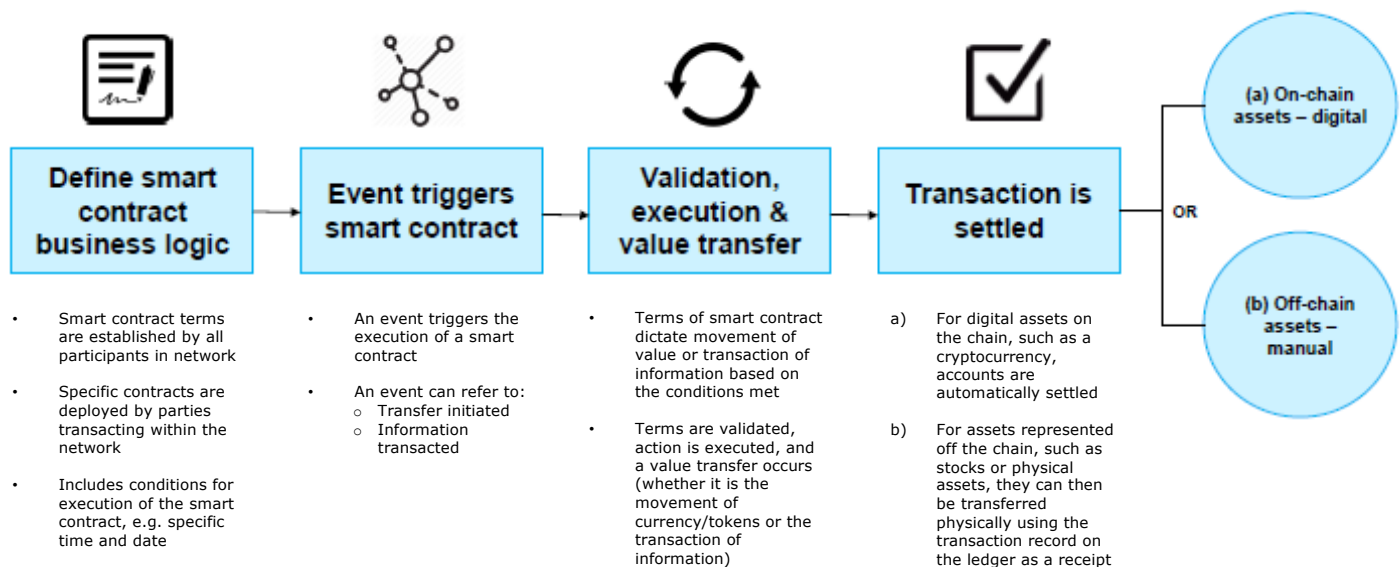 Define smart
contract
business logic
Event triggers
smart contract
Validation,
execution &
value transfer
Transaction is
settled
OR
(a) On-chain
assets – digital
(b) Off-chain
assets –
manual
• Smart contract terms
are established by all
participants in network
• Specific contracts are
deployed by parties
transacting within the
network
• Includes conditions for
execution of the smart
contract, e.g. specific
time and date
• An event triggers the
execution of a smart
contract
• An event can refer to:
o Transfer initiated
o Information
transacted
• Terms of smart contract
dictate movement of
value or transaction of
information based on
the conditions met
• Terms are validated,
action is executed, and
a value transfer occurs
(whether it is the
movement of
currency/tokens or the
transaction of
information)
a) For digital assets on
the chain, such as a
cryptocurrency,
accounts are
automatically settled
b) For assets represented
off the chain, such as
stocks or physical
assets, they can then
be transferred
physically using the
transaction record on
the ledger as a receipt